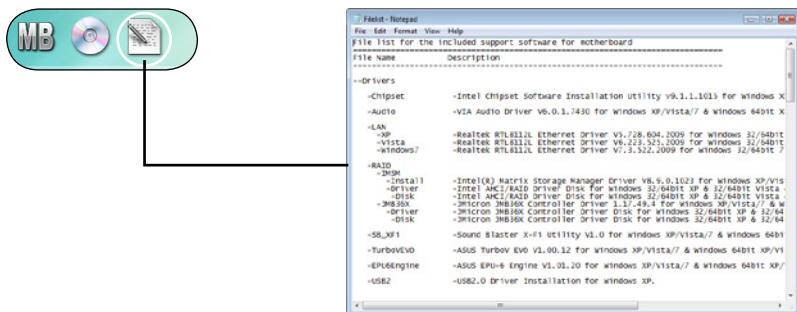 MB
Filelist - Notepad
File Edit Format View Help
File list for the included support software for motherboard
================================================
File Name Description
------------------------------------------------
--Drivers
-Chipset -Intel Chipset Software Installation Utility v9.1.1.1015 for Windows X
-Audio -VIA Audio Driver V6.0.1.7430 for Windows XP/Vista/7 & Windows 64bit X
-LAN
-XP -Realtek RTL8112L Ethernet Driver V5.728.604.2009 for Windows 32/64bit
-Vista -Realtek RTL8112L Ethernet Driver V6.223.525.2009 for Windows 32/64bit
-Windows7 -Realtek RTL8112L Ethernet Driver V7.3.522.2009 for Windows 32/64bit 7
-RAID
-IMSM
-Install -Intel(R) Matrix Storage Manager Driver V8.9.0.1023 for Windows XP/Vis
-Driver -Intel AHCI/RAID Driver Disk for Windows 32/64bit XP & 32/64bit Vista
-Disk -Intel AHCI/RAID Driver Disk for Windows 32/64bit XP & 32/64bit Vista
-JMB36X -JMicron JMB36X Controller Driver 1.17.49.4 for Windows XP/Vista/7 & W
-Driver -JMicron JMB36X Controller Driver Disk for Windows 32/64bit XP & 32/64
-Disk -JMicron JMB36X Controller Driver Disk for Windows 32/64bit XP & 32/64
-SB_XFi -Sound Blaster X-Fi Utility V1.0 for Windows XP/Vista/7 & Windows 64bi
-TurboVEVO -ASUS TurboV EVO V1.00.12 for Windows XP/Vista/7 & Windows 64bit XP/Vi
-EPU6Engine -ASUS EPU-6 Engine V1.01.20 for Windows XP/Vista/7 & Windows 64bit XP/
-USB2 -USB2.0 Driver Installation for Windows XP.